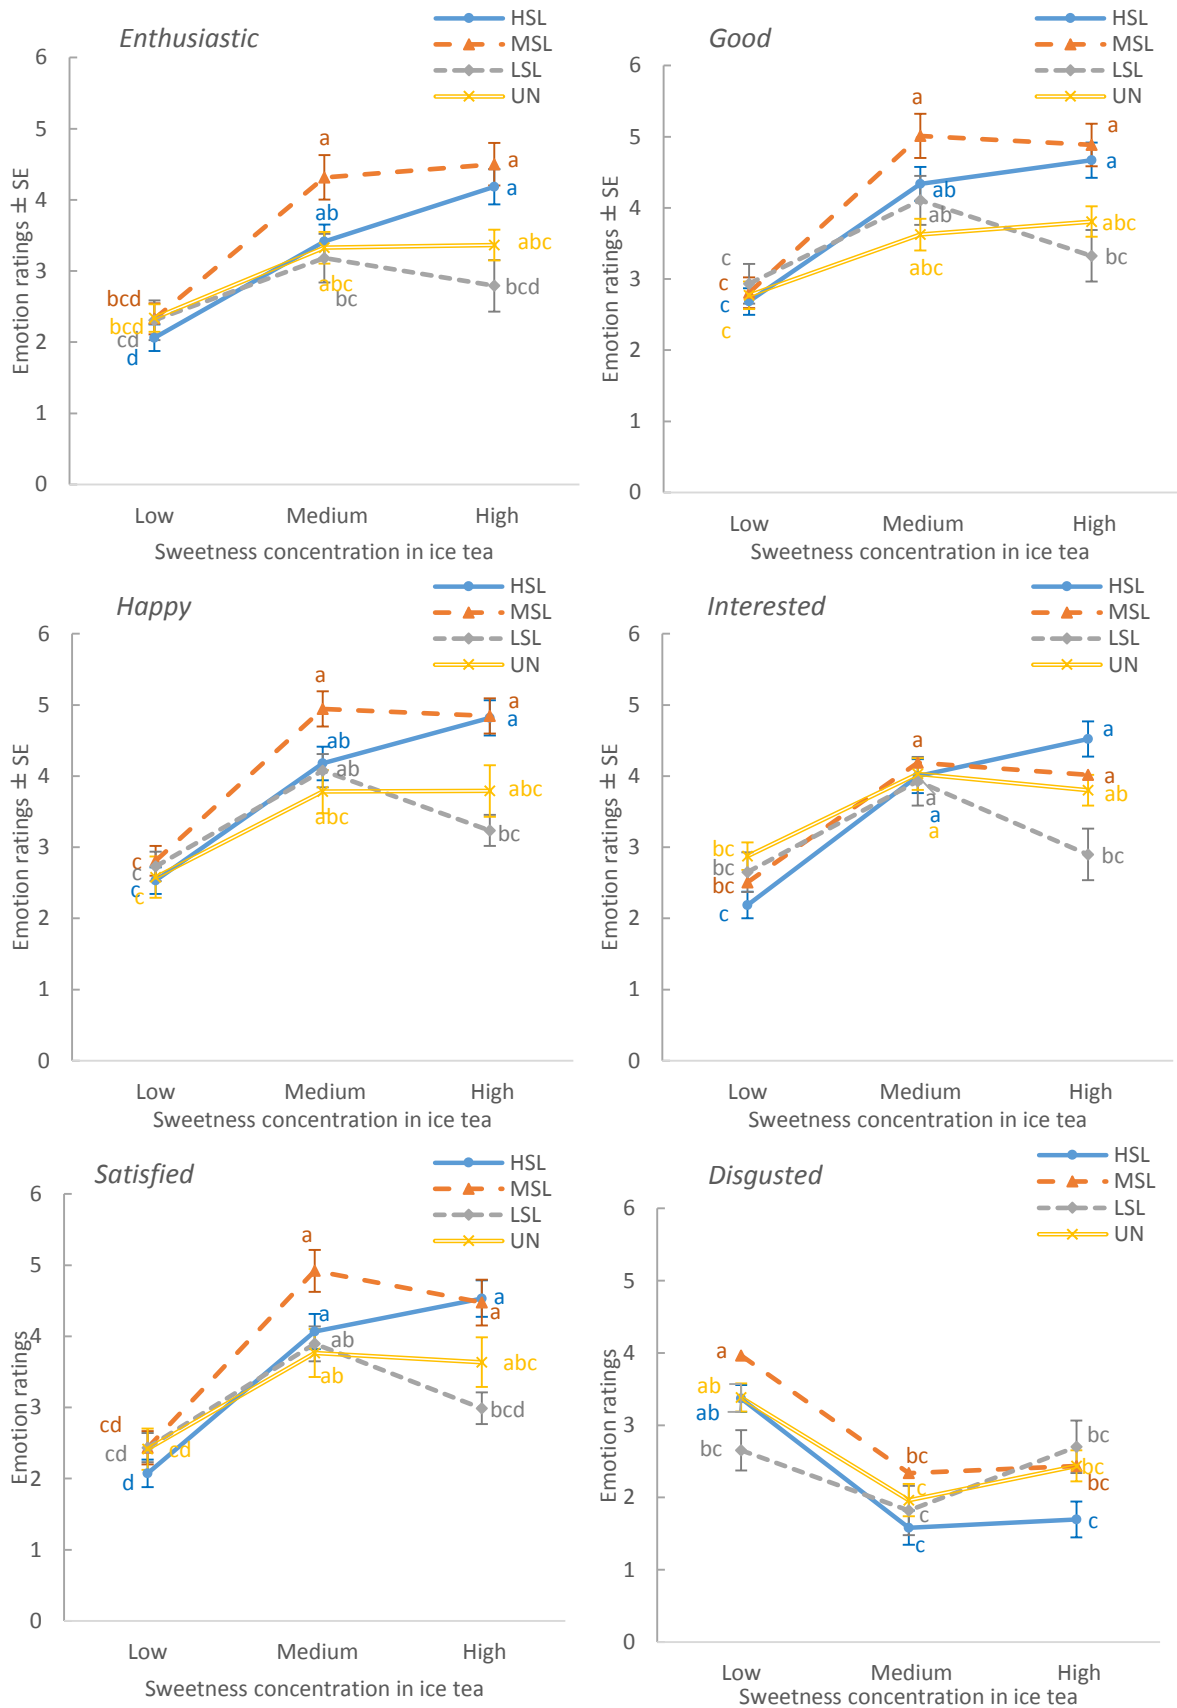 Enthusiastic
HSL
MSL
LSL
UN
6
5
4
3
2
1
0
Emotion ratings ± SE
a
a
a
ab
abc
abc
bc
bcd
bcd
bcd
cd
d
Low Medium High
Sweetness concentration in ice tea
Good
HSL
MSL
LSL
UN
6
5
4
3
2
1
0
Emotion ratings ± SE
a
a
a
ab
ab
abc
abc
bc
c
c
c
c
Low Medium High
Sweetness concentration in ice tea
Happy
HSL
MSL
LSL
UN
6
5
4
3
2
1
0
Emotion ratings ± SE
a
a
a
ab
ab
abc
abc
bc
c
c
c
c
Low Medium High
Sweetness concentration in ice tea
Interested
HSL
MSL
LSL
UN
6
5
4
3
2
1
0
Emotion ratings ± SE
a
a
a
ab
a
a
a
bc
bc
bc
bc
c
Low Medium High
Sweetness concentration in ice tea
Satisfied
HSL
MSL
LSL
UN
6
5
4
3
2
1
0
Emotion ratings
a
a
a
a
ab
ab
abc
bcd
cd
cd
cd
d
Low Medium High
Sweetness concentration in ice tea
Disgusted
HSL
MSL
LSL
UN
6
5
4
3
2
1
0
Emotion ratings
a
ab
ab
bc
bc
c
c
c
bc
bc
bc
c
Low Medium High
Sweetness concentration in ice tea